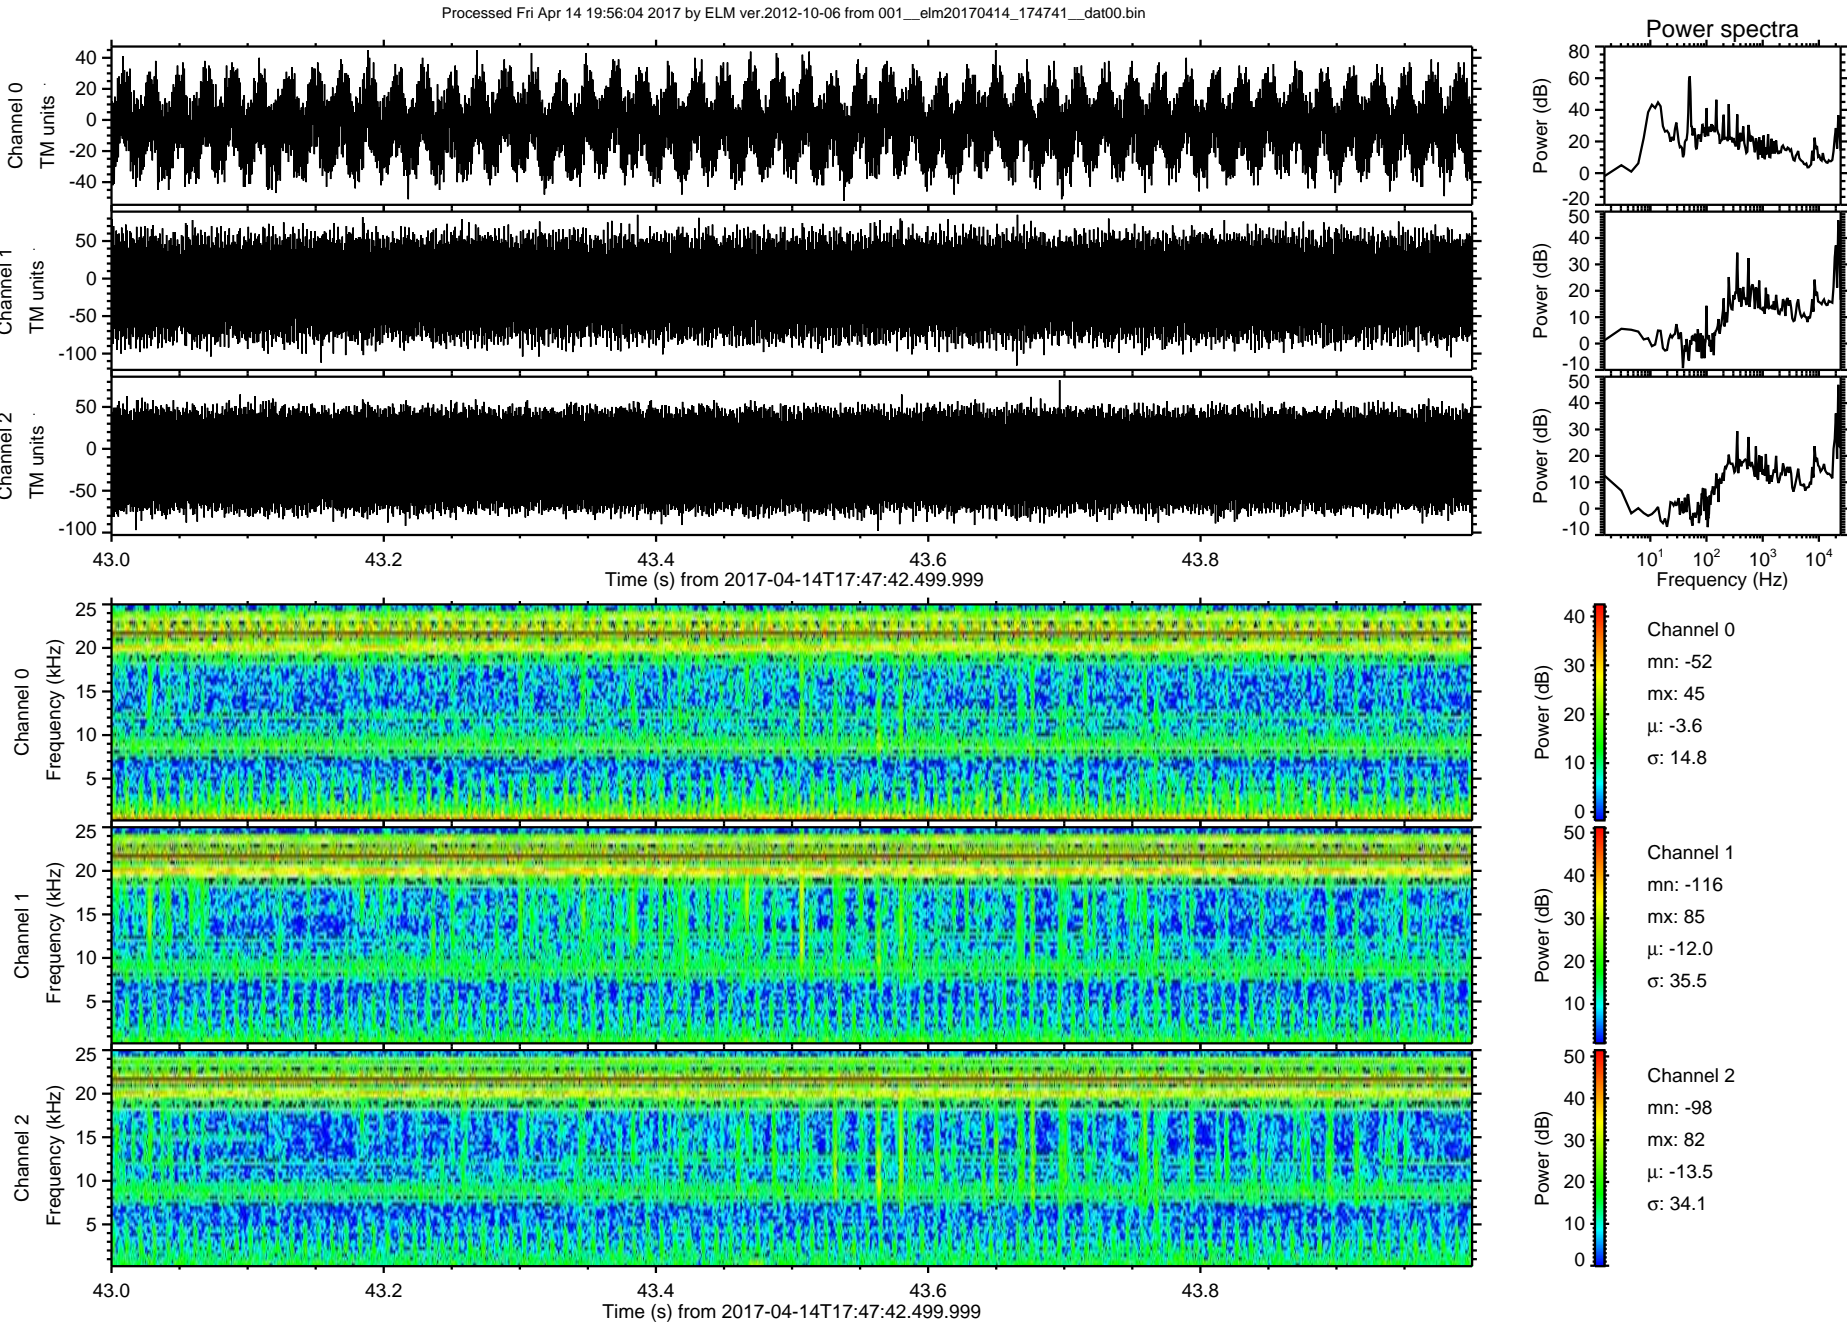 Processed Fri Apr 14 19:56:04 2017 by ELM ver.2012-10-06 from 001__elm20170414_174741__dat00.bin
Power spectra
Channel 0
TM units
40
20
0
-20
-40
Power (dB)
80
60
40
20
0
-20
Channel 1
TM units
50
0
-50
-100
Power (dB)
50
40
30
20
10
0
-10
Channel 2
TM units
50
0
-50
-100
Power (dB)
50
40
30
20
10
0
-10
43.0 43.2 43.4 43.6 43.8
Time (s) from 2017-04-14T17:47:42.499.999
10¹ 10² 10³ 10⁴
Frequency (Hz)
Channel 0
Frequency (kHz)
25
20
15
10
5
Power (dB)
40
30
20
10
0
Channel 0
mn: -52
mx: 45
μ: -3.6
σ: 14.8
Channel 1
Frequency (kHz)
25
20
15
10
5
Power (dB)
50
40
30
20
10
Channel 1
mn: -116
mx: 85
μ: -12.0
σ: 35.5
Channel 2
Frequency (kHz)
25
20
15
10
5
Power (dB)
50
40
30
20
10
0
Channel 2
mn: -98
mx: 82
μ: -13.5
σ: 34.1
43.0 43.2 43.4 43.6 43.8
Time (s) from 2017-04-14T17:47:42.499.999